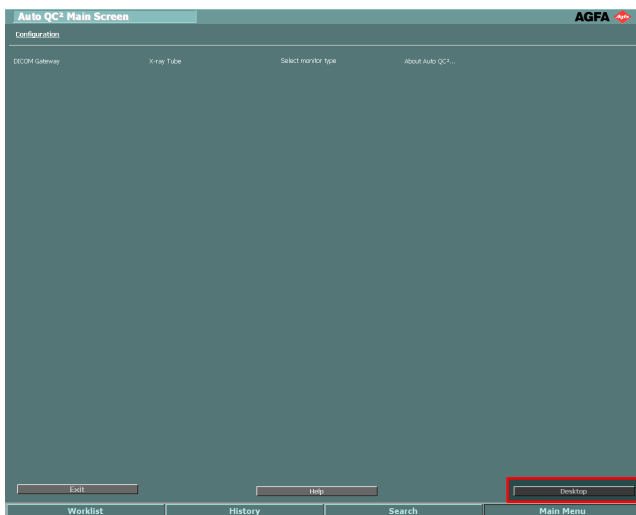 Auto QC² Main Screen AGFA Agfa
Configuration
DICOM Gateway X-ray Tube Select monitor type About Auto QC²...
Exit Help Desktop
Worklist History Search Main Menu